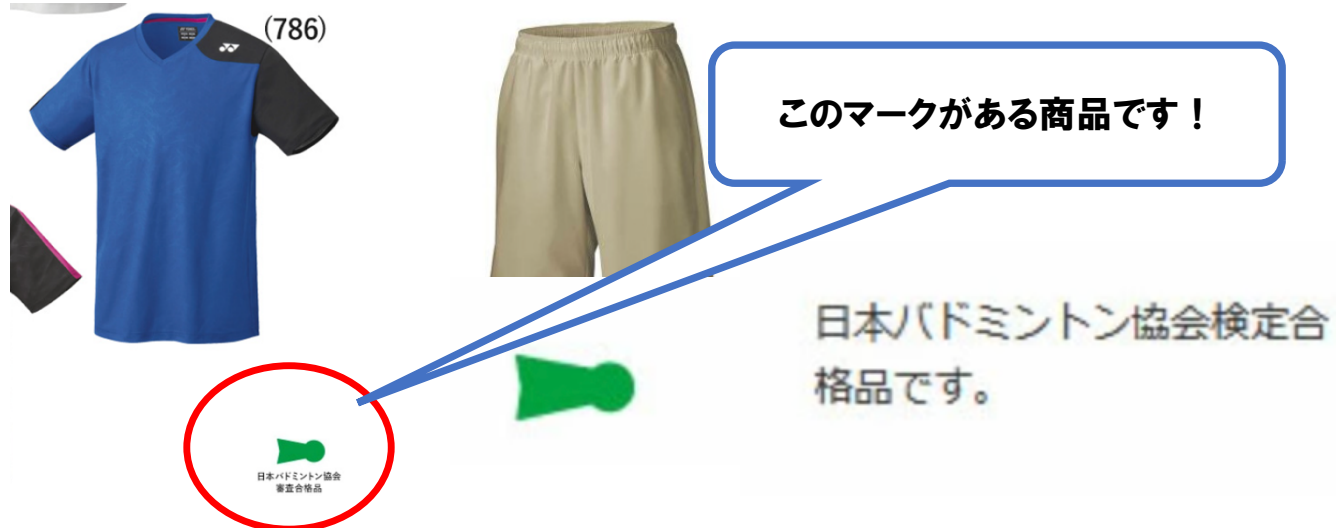 (786)
このマークがある商品です！
日本バドミントン協会検定合
格品です。
日本バドミントン協会
審査合格品